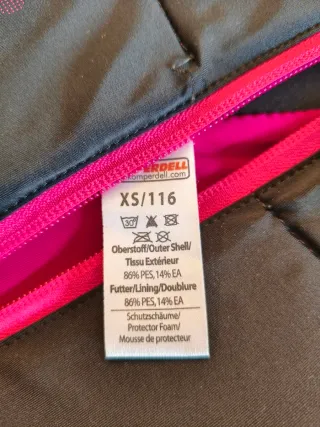 komperdell.com
XS/116
30°
Oberstoff/Outer Shell/
Tissu Extérieur
86% PES, 14% EA
Futter/Lining/Doublure
86% PES, 14% EA
Schutzschäume/
Protector Foam/
Mousse de protecteur